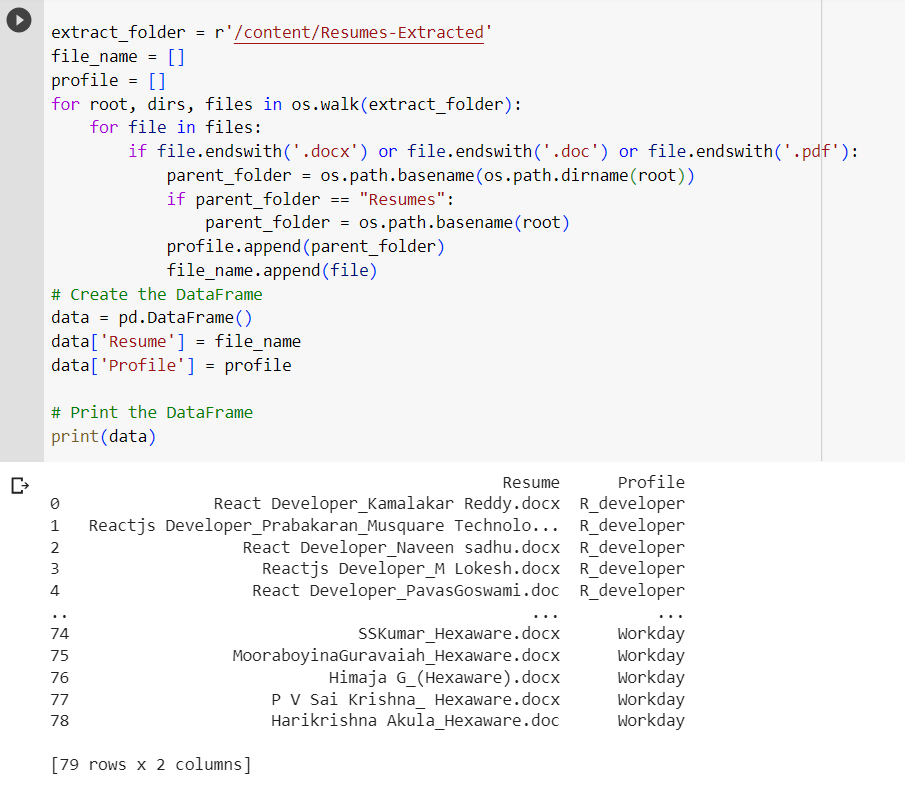 extract_folder = r'/content/Resumes-Extracted'
file_name = []
profile = []
for root, dirs, files in os.walk(extract_folder):
    for file in files:
        if file.endswith('.docx') or file.endswith('.doc') or file.endswith('.pdf'):
            parent_folder = os.path.basename(os.path.dirname(root))
            if parent_folder == "Resumes":
                parent_folder = os.path.basename(root)
            profile.append(parent_folder)
            file_name.append(file)
# Create the DataFrame
data = pd.DataFrame()
data['Resume'] = file_name
data['Profile'] = profile

# Print the DataFrame
print(data)
                                               Resume      Profile
0                 React Developer_Kamalakar Reddy.docx  R_developer
1    Reactjs Developer_Prabakaran_Musquare Technolo...  R_developer
2                    React Developer_Naveen sadhu.docx  R_developer
3                      Reactjs Developer_M Lokesh.docx  R_developer
4                     React Developer_PavasGoswami.doc  R_developer
..                                                 ...          ...
74                               SSKumar_Hexaware.docx      Workday
75                  MooraboyinaGuravaiah_Hexaware.docx      Workday
76                            Himaja G_(Hexaware).docx      Workday
77                      P V Sai Krishna_ Hexaware.docx      Workday
78                      Harikrishna Akula_Hexaware.doc      Workday

[79 rows x 2 columns]